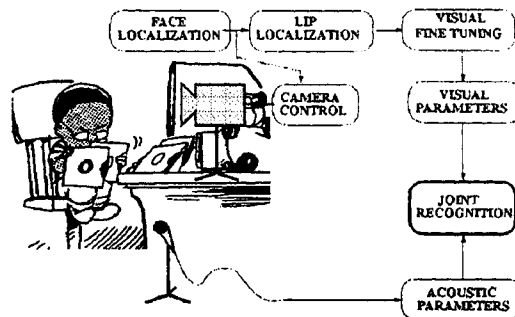 FACE
LOCALIZATION
LIP
LOCALIZATION
VISUAL
FINE TUNING
CAMERA
CONTROL
VISUAL
PARAMETERS
JOINT
RECOGNITION
ACOUSTIC
PARAMETERS